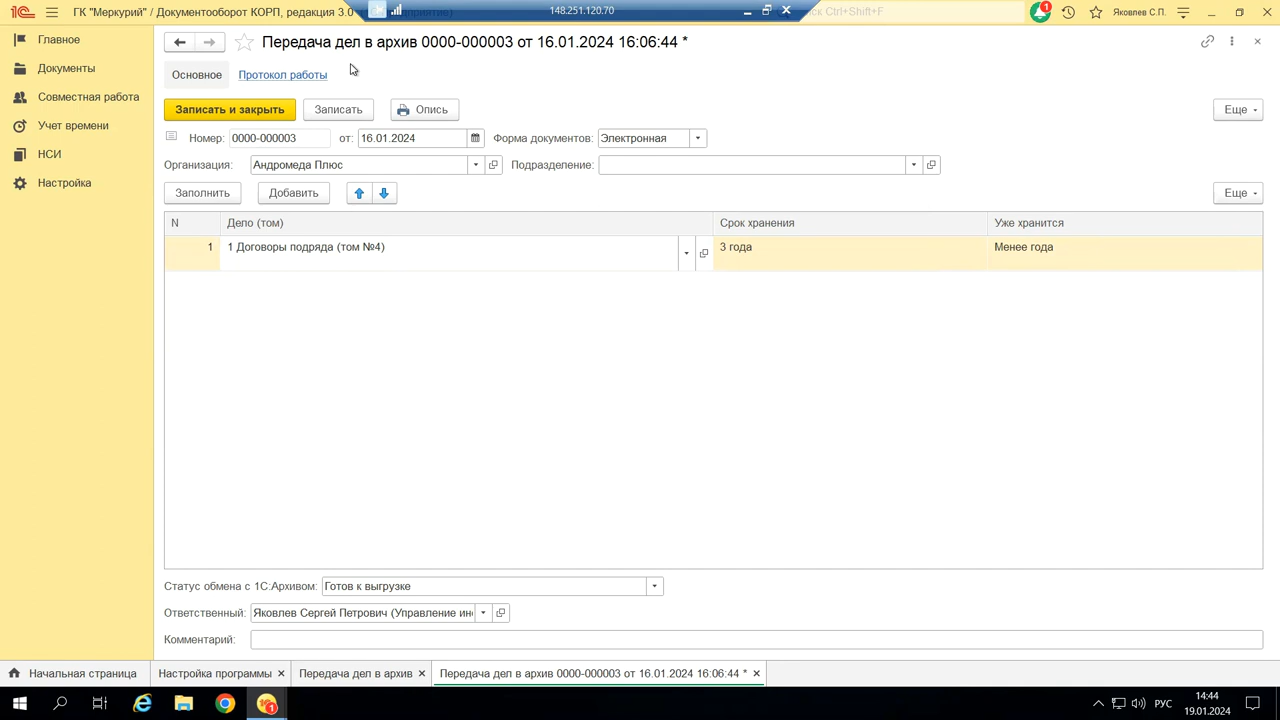 ГК "Меркурий" / Документооборот КОРП, редакция 3.0
148.251.120.70
Ctrl+Shift+F
1
Яковлев С.П.
Главное
Документы
Совместная работа
Учет времени
НСИ
Настройка
Передача дел в архив 0000-000003 от 16.01.2024 16:06:44 *
Основное
Протокол работы
Записать и закрыть
Записать
Опись
Еще
Номер: 0000-000003 от: 16.01.2024 Форма документов: Электронная
Организация: Андромеда Плюс Подразделение:
Заполнить Добавить Еще
N Дело (том) Срок хранения Уже хранится
1 1 Договоры подряда (том №4) 3 года Менее года
Статус обмена с 1С:Архивом: Готов к выгрузке
Ответственный: Яковлев Сергей Петрович (Управление ин
Комментарий:
Начальная страница Настройка программы Передача дел в архив Передача дел в архив 0000-000003 от 16.01.2024 16:06:44 *
1
РУС
14:44
19.01.2024